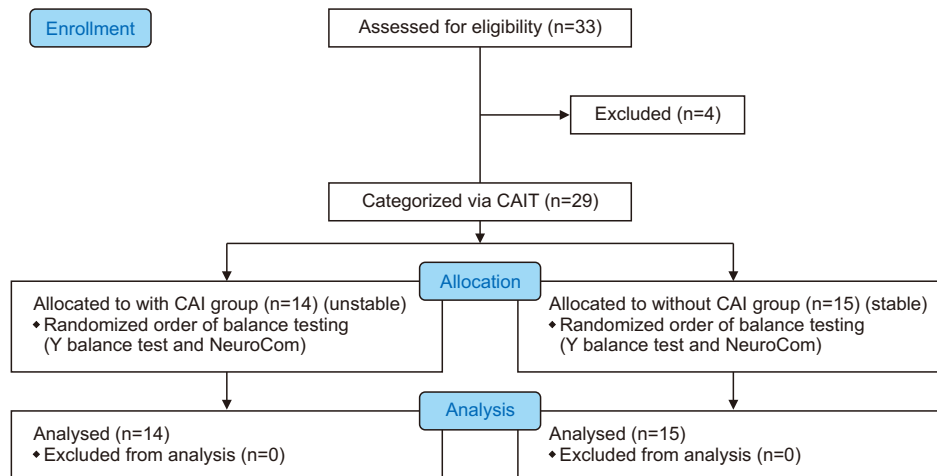 Enrollment
Assessed for eligibility (n=33)
Excluded (n=4)
Categorized via CAIT (n=29)
Allocation
Allocated to with CAI group (n=14) (unstable)
◆ Randomized order of balance testing
(Y balance test and NeuroCom)
Allocated to without CAI group (n=15) (stable)
◆ Randomized order of balance testing
(Y balance test and NeuroCom)
Analysis
Analysed (n=14)
◆ Excluded from analysis (n=0)
Analysed (n=15)
◆ Excluded from analysis (n=0)